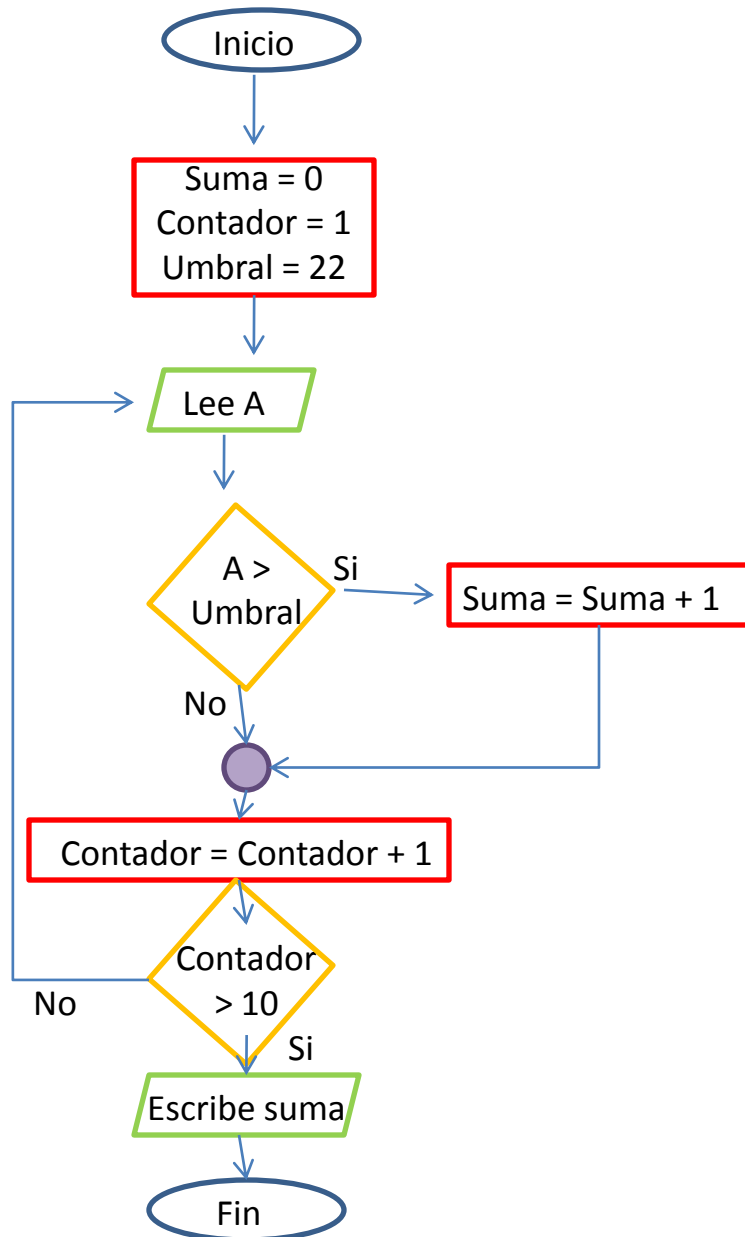 Inicio
Suma = 0
Contador = 1
Umbral = 22
Lee A
A >
Umbral
Si
Suma = Suma + 1
No
Contador = Contador + 1
Contador
> 10
No
Si
Escribe suma
Fin